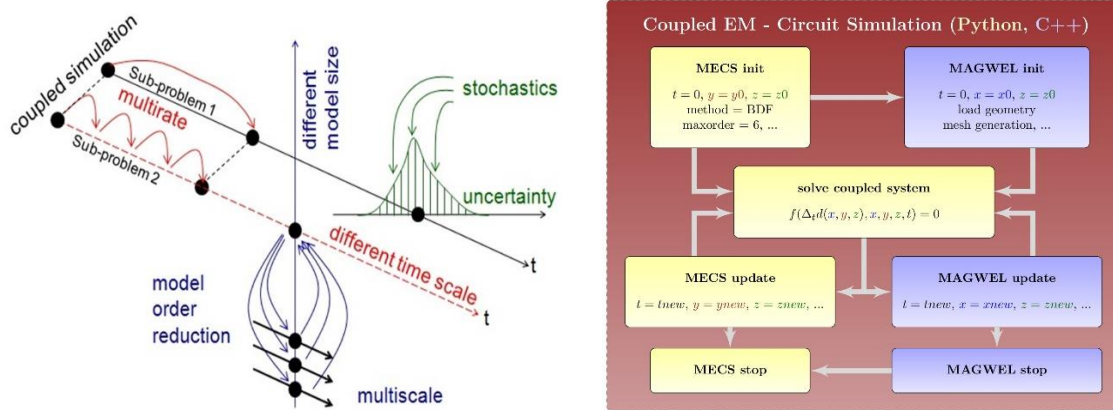 coupled simulation
Sub-problem 1
multirate
Sub-problem 2
different
model size
stochastics
uncertainty
different time scale
t
t
model
order
reduction
multiscale
Coupled EM - Circuit Simulation (Python, C++)
MECS init
t = 0, y = y0, z = z0
method = BDF
maxorder = 6, ...
MAGWEL init
t = 0, x = x0, z = z0
load geometry
mesh generation, ...
solve coupled system
f(Δₜd(x, y, z), x, y, z, t) = 0
MECS update
t = tnew, y = ynew, z = znew, ...
MAGWEL update
t = tnew, x = xnew, z = znew, ...
MECS stop
MAGWEL stop